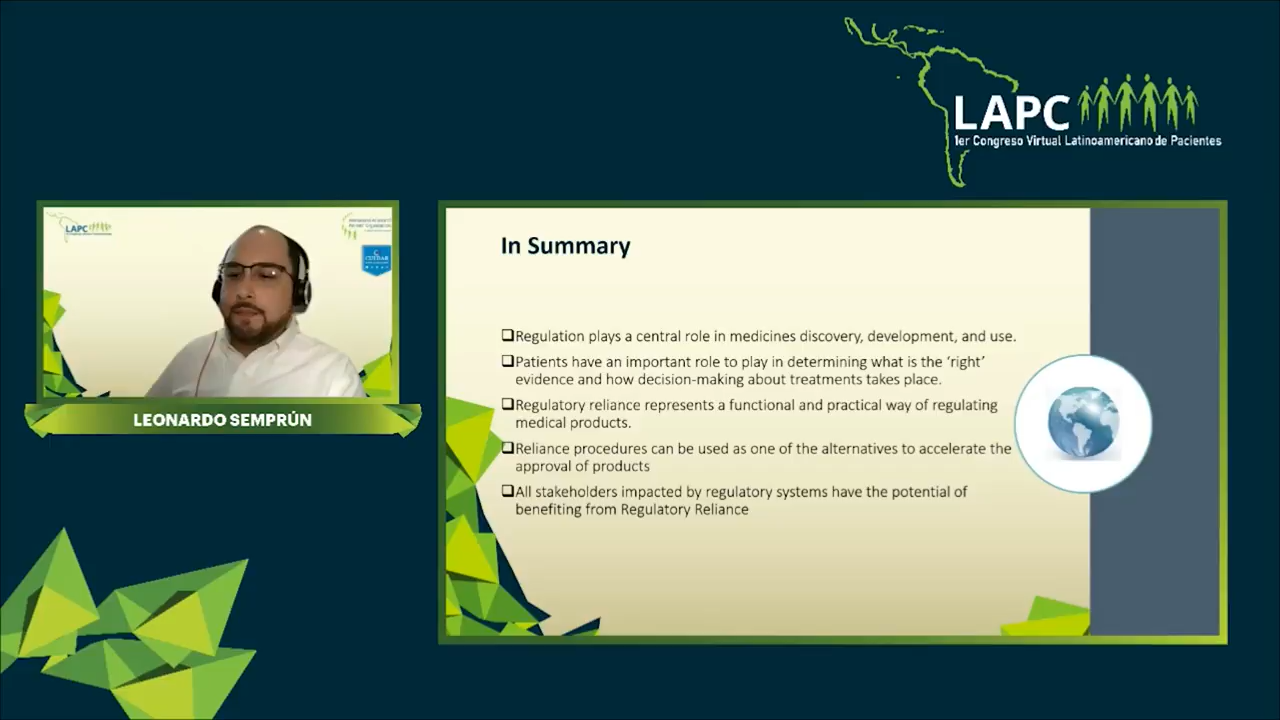 LAPC
1er Congreso Virtual Latinoamericano de Pacientes
LAPC
CUIDAR
LEONARDO SEMPRÚN
In Summary
❑Regulation plays a central role in medicines discovery, development, and use.
❑Patients have an important role to play in determining what is the ‘right’
evidence and how decision-making about treatments takes place.
❑Regulatory reliance represents a functional and practical way of regulating
medical products.
❑Reliance procedures can be used as one of the alternatives to accelerate the
approval of products
❑All stakeholders impacted by regulatory systems have the potential of
benefiting from Regulatory Reliance